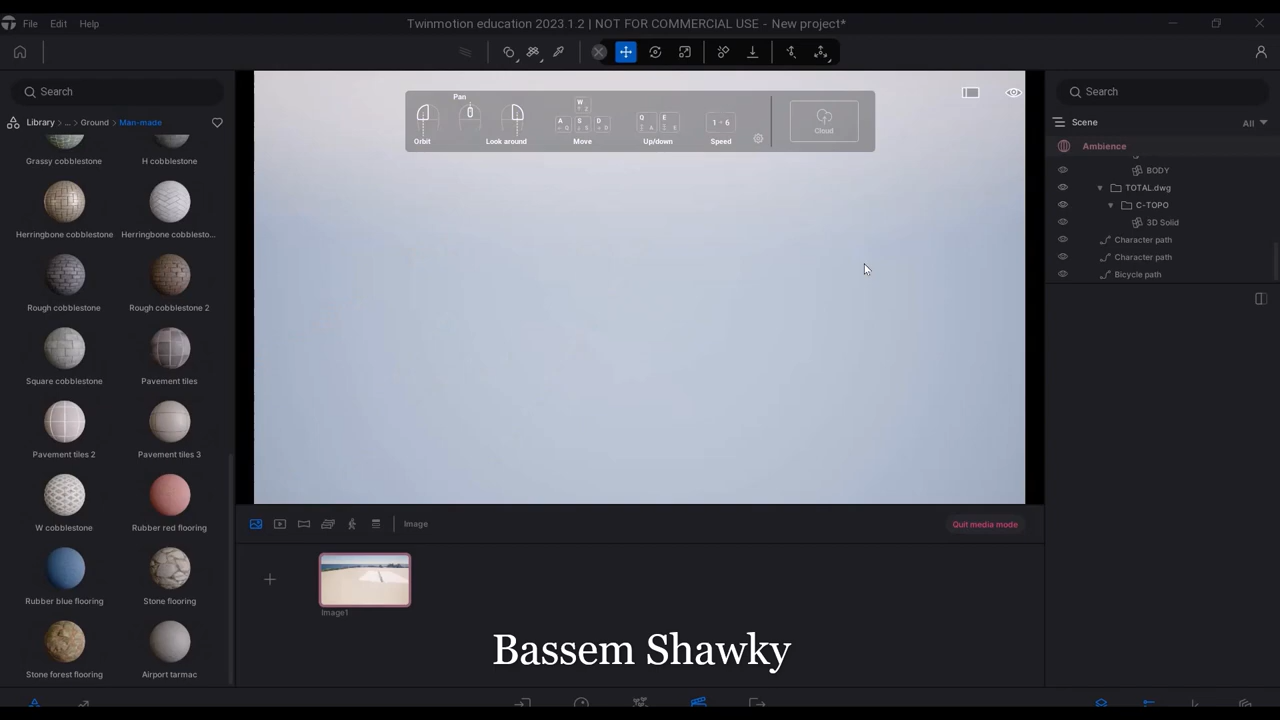 File Edit Help
Twinmotion education 2023.1.2 | NOT FOR COMMERCIAL USE - New project*
Search
Library > ... > Ground > Man-made
Grassy cobblestone
H cobblestone
Herringbone cobblestone
Herringbone cobblesto...
Rough cobblestone
Rough cobblestone 2
Square cobblestone
Pavement tiles
Pavement tiles 2
Pavement tiles 3
W cobblestone
Rubber red flooring
Rubber blue flooring
Stone flooring
Stone forest flooring
Airport tarmac
Pan
Orbit
Look around
W
A S D
Move
Q E
Up/down
1 - 6
Speed
Cloud
Image
Quit media mode
Image1
Bassem Shawky
Search
Scene
All
Ambience
BODY
TOTAL.dwg
C-TOPO
3D Solid
Character path
Character path
Bicycle path